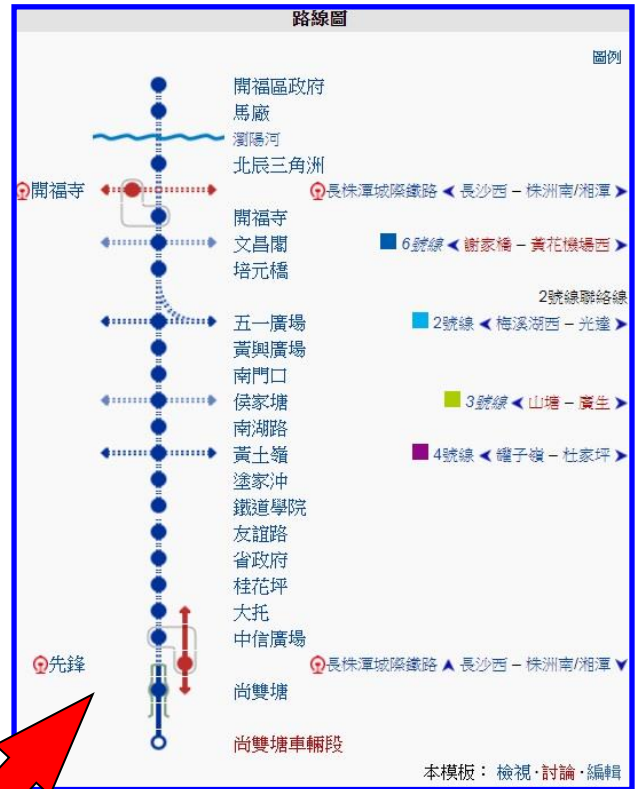 路線圖
圖例
開福區政府
馬廠
瀏陽河
北辰三角洲
開福寺 長株潭城際鐵路 長沙西 – 株洲南/湘潭
開福寺
文昌閣 6號線 謝家橋 – 黃花機場西
培元橋
2號線聯絡線
五一廣場 2號線 梅溪湖西 – 光達
黃興廣場
南門口
侯家塘 3號線 山塘 – 廣生
南湖路
黃土嶺 4號線 罐子嶺 – 杜家坪
塗家沖
鐵道學院
友誼路
省政府
桂花坪
大托
中信廣場
先鋒 長株潭城際鐵路 長沙西 – 株洲南/湘潭
尚雙塘
尚雙塘車輛段
本模板： 檢視·討論·編輯